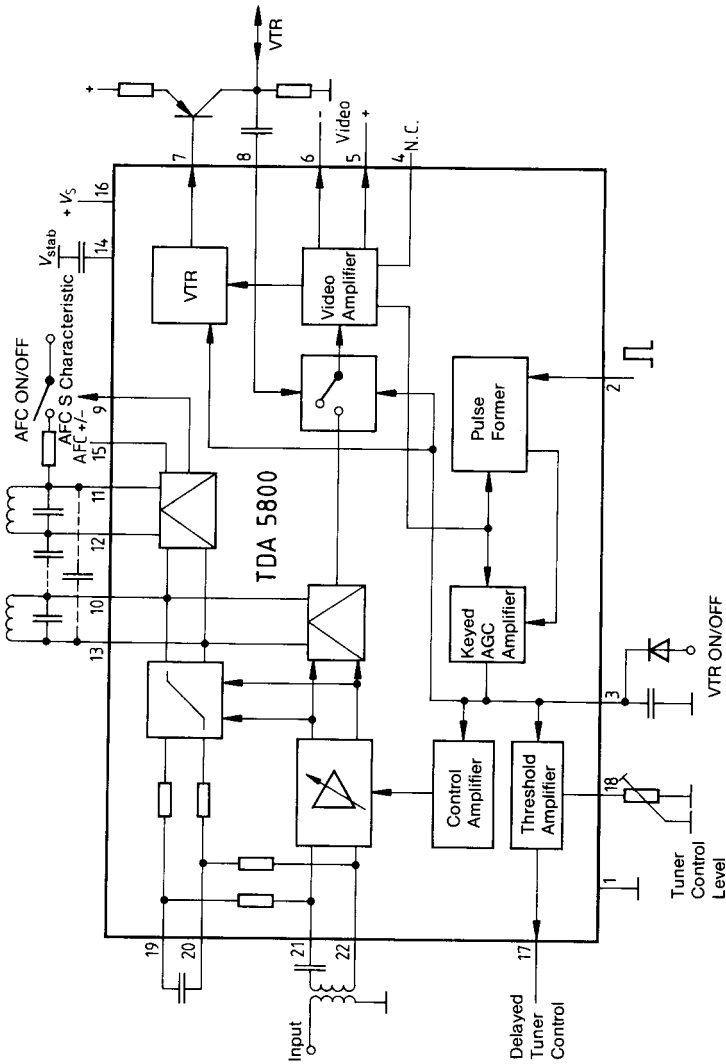 AFC ON/OFF
AFC S Characteristic
AFC +/-
V stab
+ Vs
13
10
12
11
15
9
14
16
+
VTR
7
8
6
-
Video
5
+
4
N.C.
VTR
Video
Amplifier
TDA 5800
Pulse
Former
Keyed
AGC
Amplifier
Control
Amplifier
Threshold
Amplifier
19
20
21
22
Input
17
Delayed
Tuner
Control
1
18
3
2
Tuner
Control
Level
VTR ON/OFF